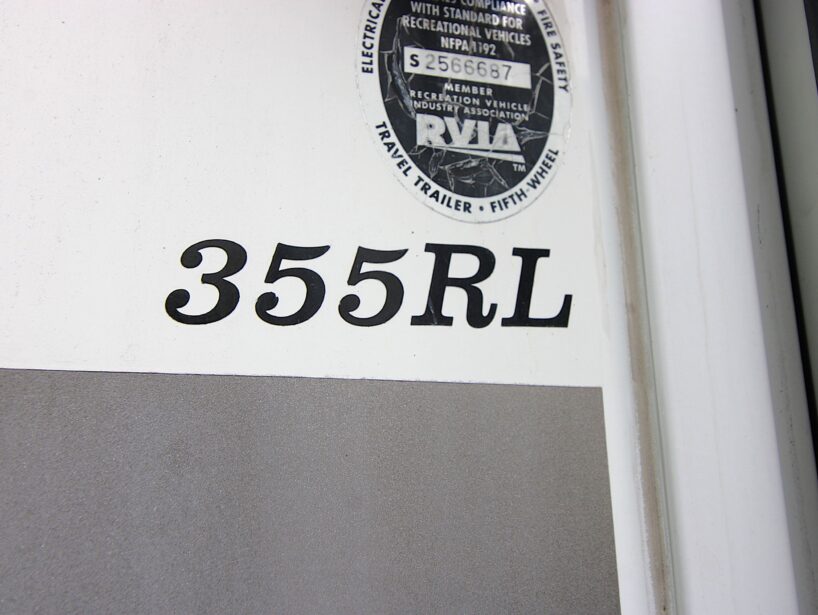 COMPLIANCE
WITH STANDARD FOR
RECREATIONAL VEHICLES
NFPA 1192
S 2566687
MEMBER
RECREATION VEHICLE
INDUSTRY ASSOCIATION
RVIA
TM
ELECTRICAL
FIRE SAFETY
TRAVEL TRAILER • FIFTH-WHEEL
355RL